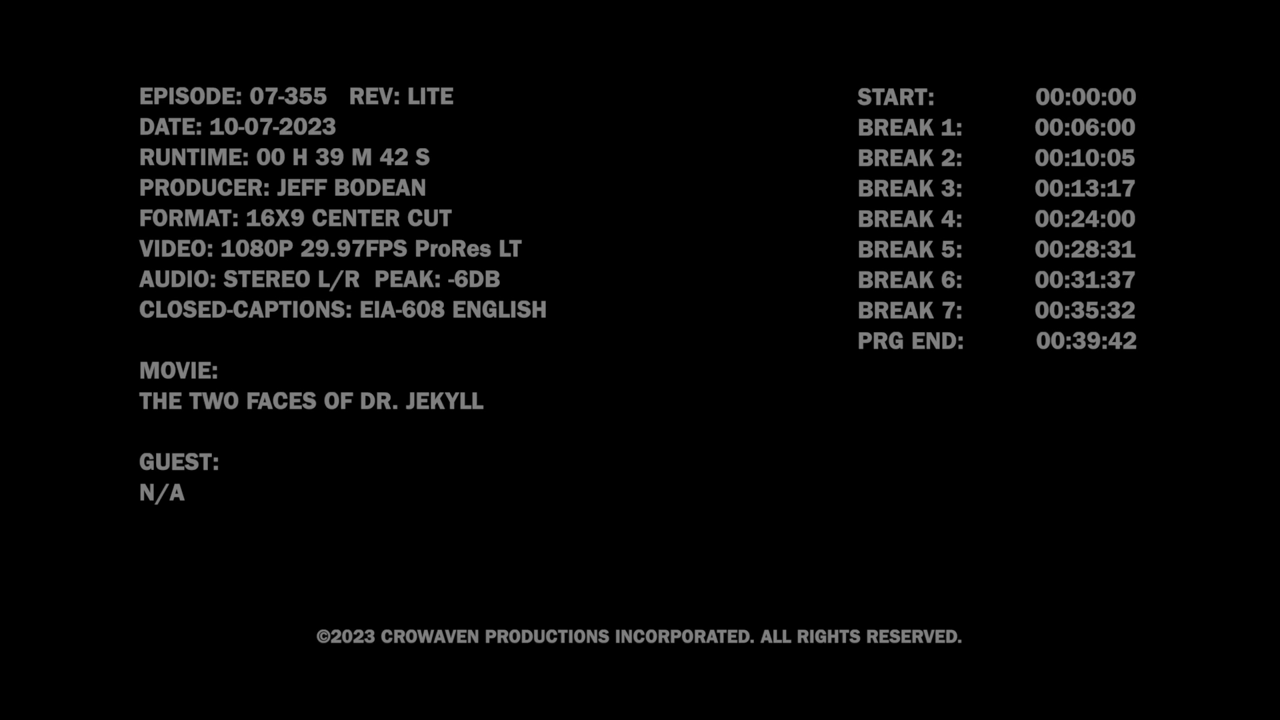 EPISODE: 07-355 REV: LITE
DATE: 10-07-2023
RUNTIME: 00 H 39 M 42 S
PRODUCER: JEFF BODEAN
FORMAT: 16X9 CENTER CUT
VIDEO: 1080P 29.97FPS ProRes LT
AUDIO: STEREO L/R PEAK: -6DB
CLOSED-CAPTIONS: EIA-608 ENGLISH
MOVIE:
THE TWO FACES OF DR. JEKYLL
GUEST:
N/A
START: 00:00:00
BREAK 1: 00:06:00
BREAK 2: 00:10:05
BREAK 3: 00:13:17
BREAK 4: 00:24:00
BREAK 5: 00:28:31
BREAK 6: 00:31:37
BREAK 7: 00:35:32
PRG END: 00:39:42
©2023 CROWAVEN PRODUCTIONS INCORPORATED. ALL RIGHTS RESERVED.